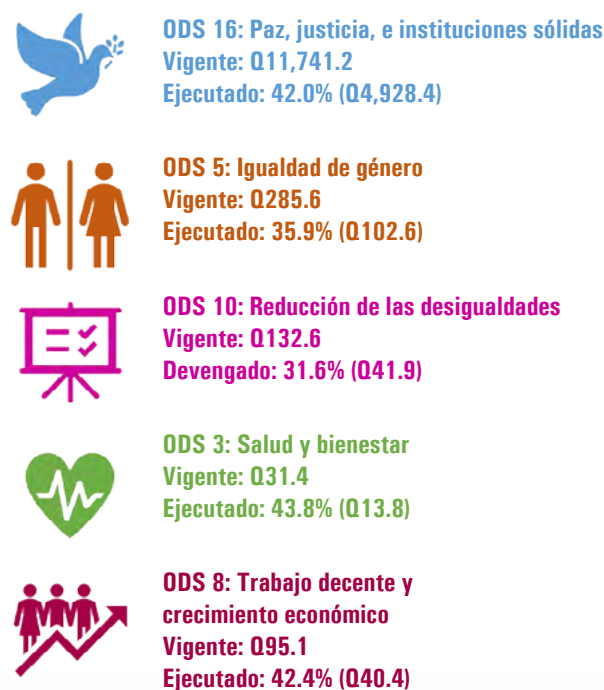 ODS 16: Paz, justicia, e instituciones sólidas
Vigente: Q11,741.2
Ejecutado: 42.0% (Q4,928.4)
ODS 5: Igualdad de género
Vigente: Q285.6
Ejecutado: 35.9% (Q102.6)
ODS 10: Reducción de las desigualdades
Vigente: Q132.6
Devengado: 31.6% (Q41.9)
ODS 3: Salud y bienestar
Vigente: Q31.4
Ejecutado: 43.8% (Q13.8)
ODS 8: Trabajo decente y
crecimiento económico
Vigente: Q95.1
Ejecutado: 42.4% (Q40.4)